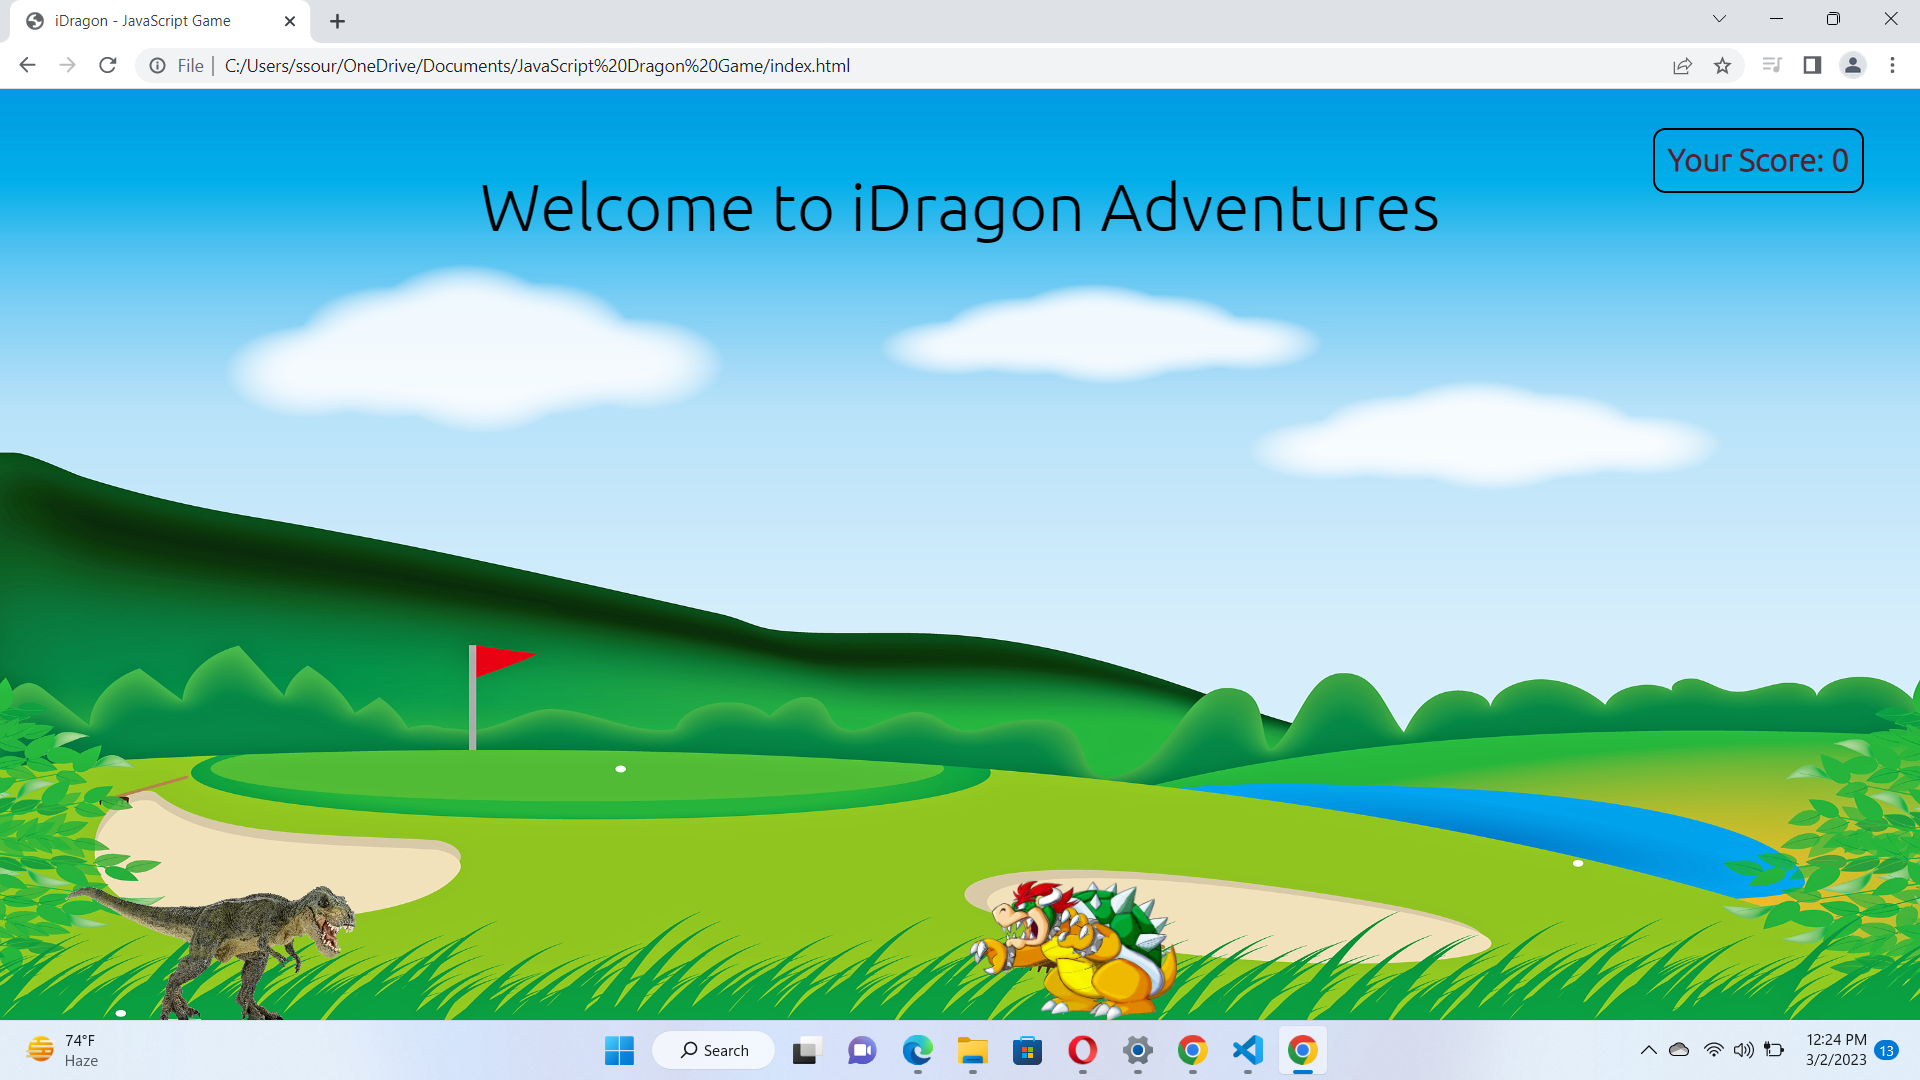 iDragon - JavaScript Game
File
C:/Users/ssour/OneDrive/Documents/JavaScript%20Dragon%20Game/index.html
Your Score: 0
Welcome to iDragon Adventures
74°F
Haze
Search
12:24 PM
3/2/2023
13